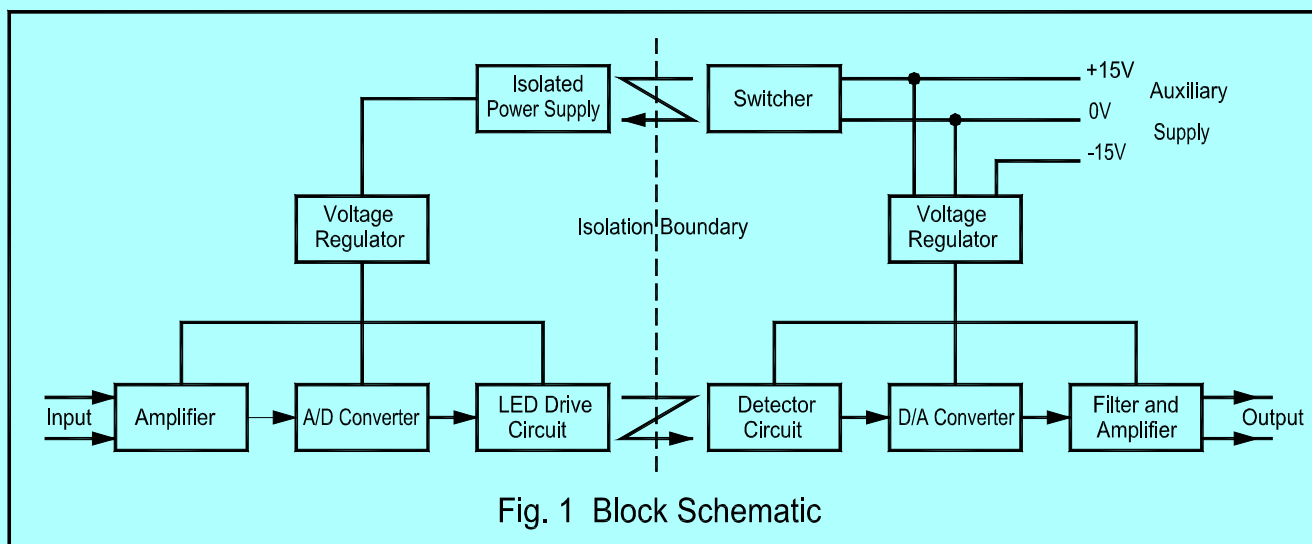 Isolated
Power Supply
Switcher
+15V
0V
-15V
Auxiliary
Supply
Voltage
Regulator
Isolation Boundary
Voltage
Regulator
Input
Amplifier
A/D Converter
LED Drive
Circuit
Detector
Circuit
D/A Converter
Filter and
Amplifier
Output
Fig. 1 Block Schematic